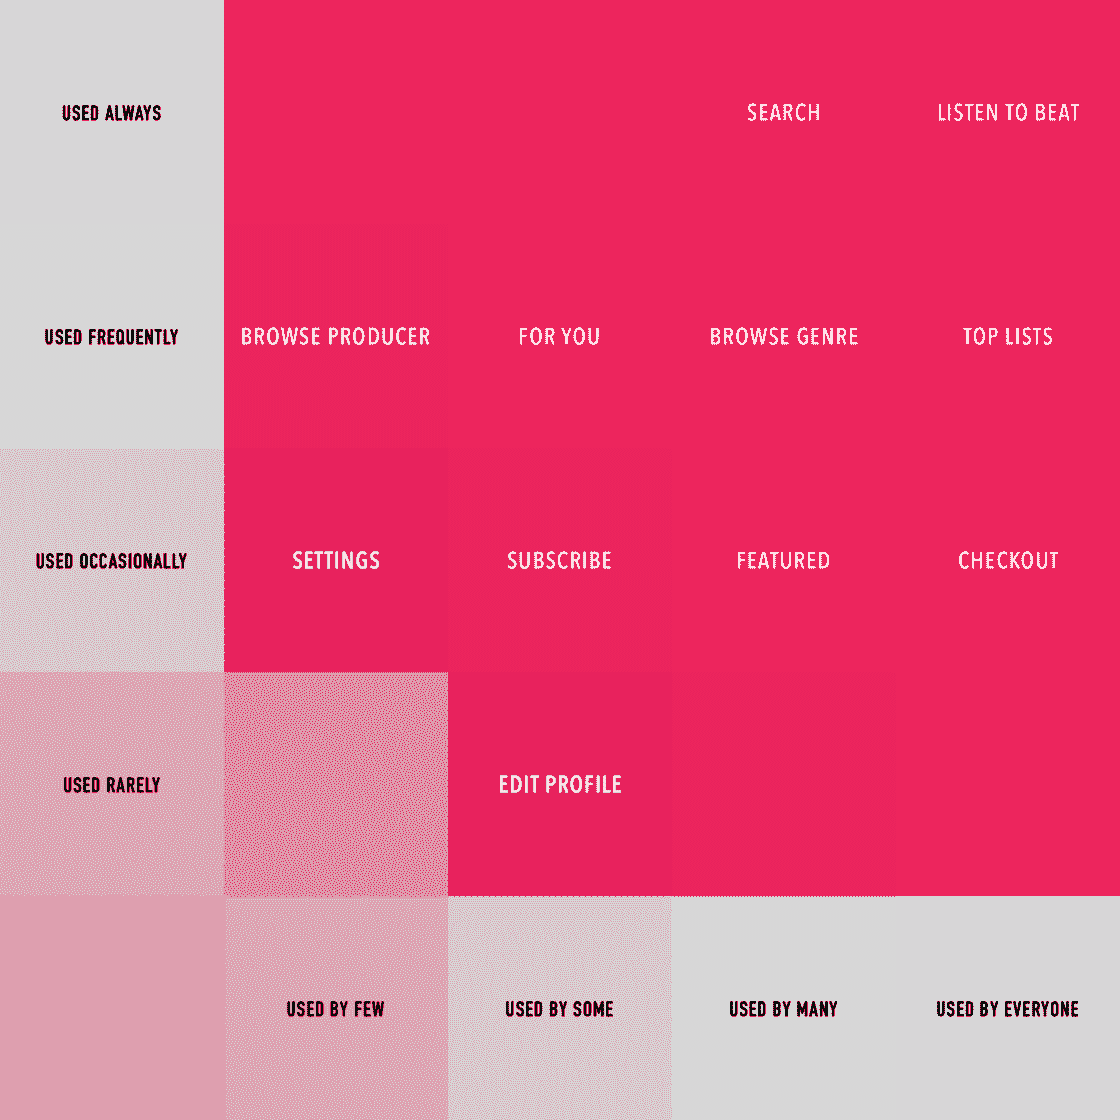 USED ALWAYS
SEARCH
LISTEN TO BEAT
USED FREQUENTLY
BROWSE PRODUCER
FOR YOU
BROWSE GENRE
TOP LISTS
USED OCCASIONALLY
SETTINGS
SUBSCRIBE
FEATURED
CHECKOUT
USED RARELY
EDIT PROFILE
USED BY FEW
USED BY SOME
USED BY MANY
USED BY EVERYONE